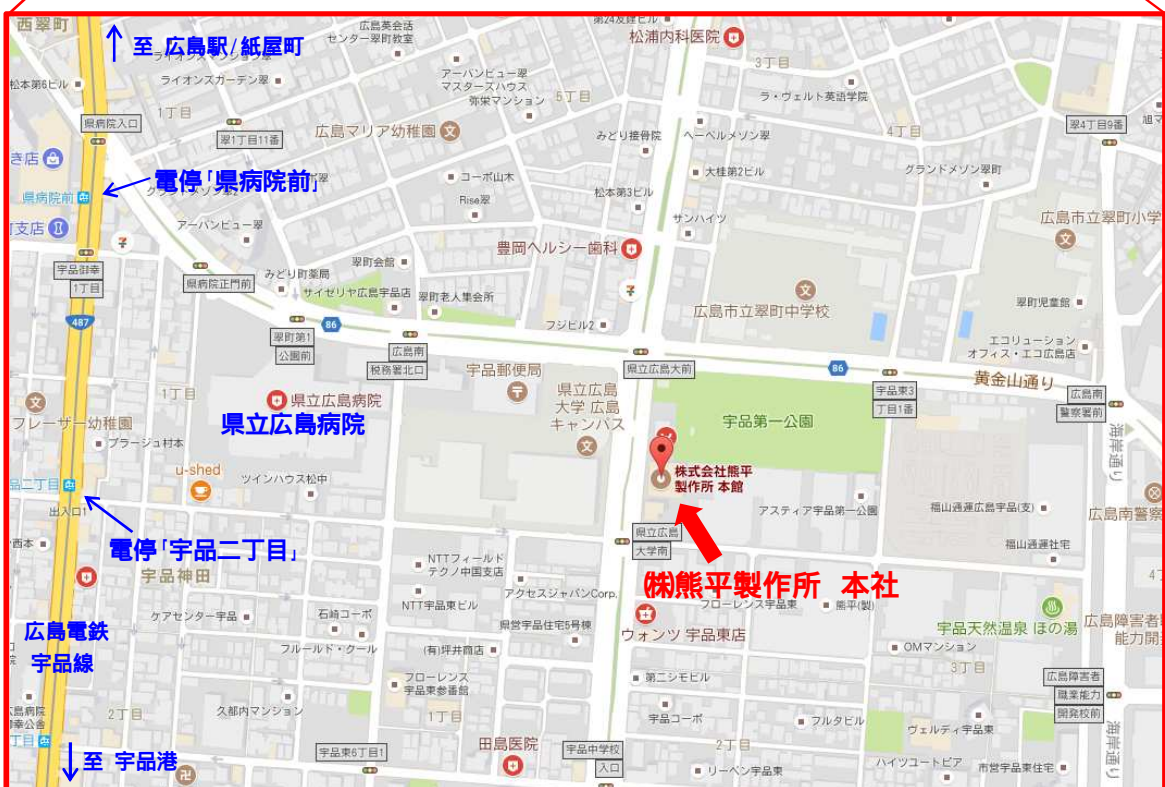 西翠町
至 広島駅/紙屋町
ライオンズガーデン翠
松本第6ビル
1丁目
広島英会話
センター翠町教室
アーバンビュー翠
マスターズハウス
弥栄マンション
5丁目
第24友建ビル
松浦内科医院
3丁目
ラ・ヴェルト英語学院
県病院入口
翠1丁目11番
広島マリア幼稚園
みどり接骨院
ヘーベルメゾン翠
4丁目
翠4丁目9番
き店
電停「県病院前」
県病院前
コーポ山木
松本第3ビル
大桂第2ビル
グランドメゾン翠町
町支店
アーバンビュー翠
Rise翠
サンハイツ
広島市立翠町小学
豊岡ヘルシー歯科
宇品御幸
1丁目
県病院正門前
みどり町薬局
翠町会館
サイゼリヤ広島宇品店
翠町老人集会所
広島市立翠町中学校
翠町児童館
487
86
翠町第1
公園前
広島南
税務署北口
フジビル2
エコリューション
オフィス・エコ広島店
宇品郵便局
県立広島大前
86
黄金山通り
1丁目
県立広島病院
県立広島病院
県立広島
大学 広島
キャンパス
宇品東3
丁目1番
広島南
警察署前
フレーザー幼稚園
プラージュ村本
宇品第一公園
海岸通り
u-shed
ツインハウス松中
株式会社熊平
製作所 本館
品二丁目
出入口1
アスティア宇品第一公園
福山通運広島宇品(支)
広島南警察
電停「宇品二丁目」
県立広島
大学南
福山通運社宅
宇品神田
NTTフィールド
テクノ中国支店
アクセスジャパンCorp.
㈱熊平製作所 本社
ケアセンター宇品
石崎コーポ
NTT宇品東ビル
フローレンス宇品東
熊平(製)
宇品天然温泉 ほの湯
広島障害者
能力開
広島電鉄
宇品線
フルールド・クール
県営宇品住宅5号棟
ウォンツ 宇品東店
(有)坪井商店
OMマンション
3丁目
フローレンス
宇品東参番館
第二シモビル
広島障害者
職業能力
開発校前
2丁目
久都内マンション
1丁目
宇品コーポ
フルタビル
ヴェルディ宇品東
海岸通り
至 宇品港
宇品東6丁目1
田島医院
宇品中学校
入口
2丁目
リーベン宇品東
ハイツユートピア
市営宇品東住宅